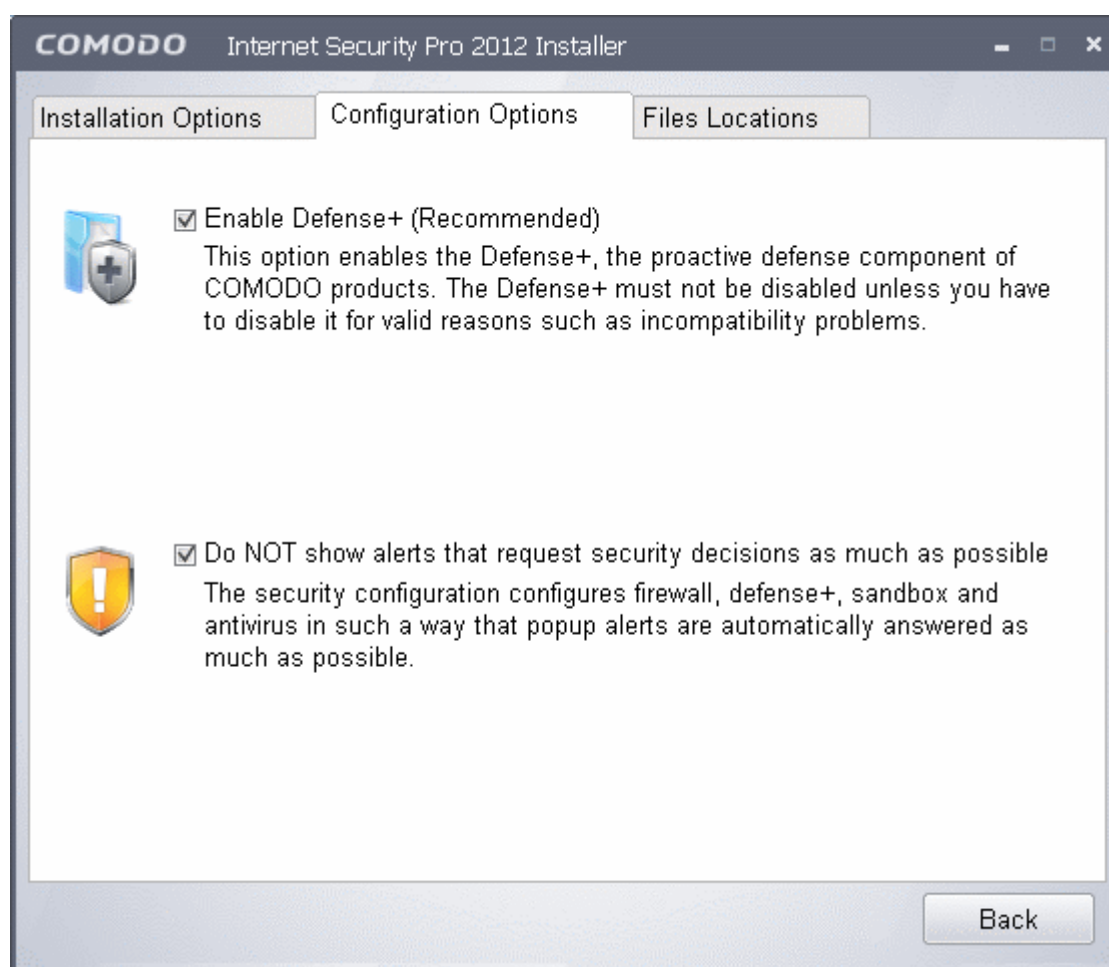 COMODO Internet Security Pro 2012 Installer
Installation Options Configuration Options Files Locations
Enable Defense+ (Recommended)
This option enables the Defense+, the proactive defense component of
COMODO products. The Defense+ must not be disabled unless you have
to disable it for valid reasons such as incompatibility problems.
Do NOT show alerts that request security decisions as much as possible
The security configuration configures firewall, defense+, sandbox and
antivirus in such a way that popup alerts are automatically answered as
much as possible.
Back